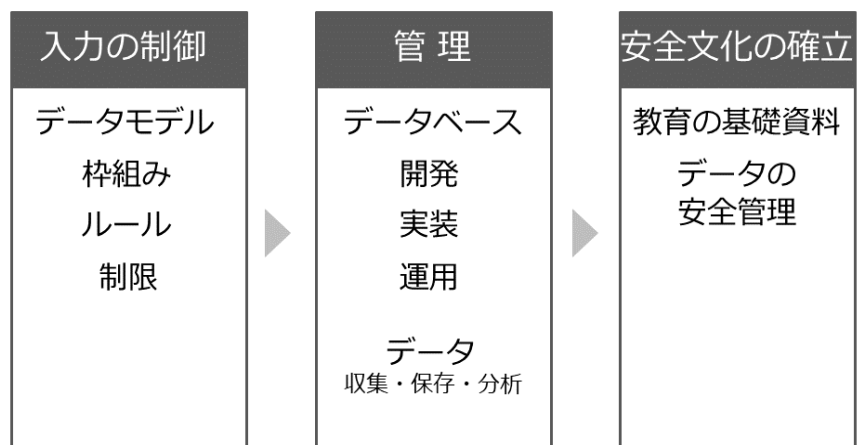 入力の制御
データモデル
枠組み
ルール
制限
管 理
データベース
開発
実装
運用
データ
収集・保存・分析
安全文化の確立
教育の基礎資料
データの
安全管理